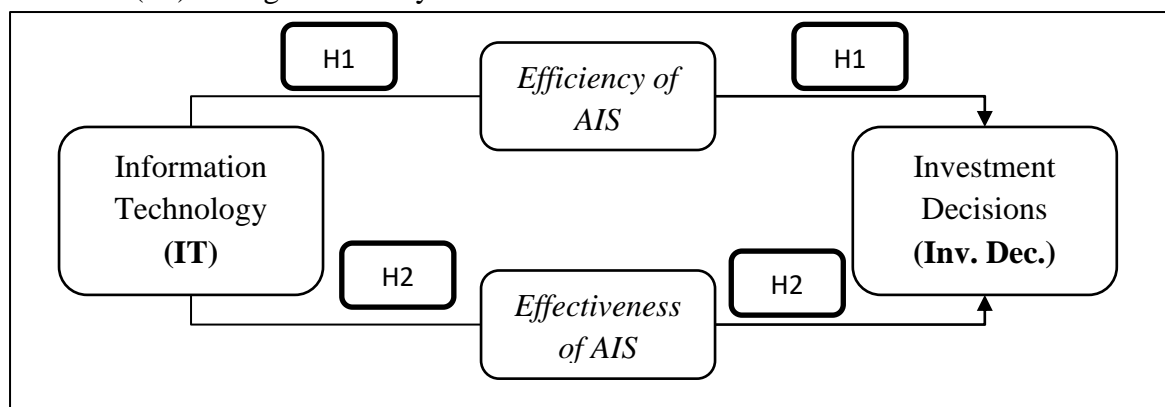 H1
H1
Efficiency of
AIS
Information
Technology
(IT)
Investment
Decisions
(Inv. Dec.)
H2
H2
Effectiveness
of AIS